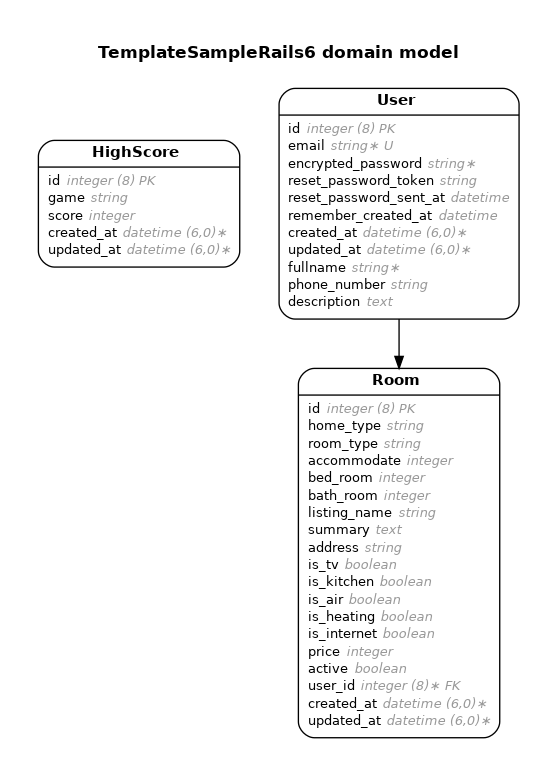 TemplateSampleRails6 domain model
HighScore
id integer (8) PK
game string
score integer
created_at datetime (6,0)∗
updated_at datetime (6,0)∗
User
id integer (8) PK
email string∗ U
encrypted_password string∗
reset_password_token string
reset_password_sent_at datetime
remember_created_at datetime
created_at datetime (6,0)∗
updated_at datetime (6,0)∗
fullname string∗
phone_number string
description text
Room
id integer (8) PK
home_type string
room_type string
accommodate integer
bed_room integer
bath_room integer
listing_name string
summary text
address string
is_tv boolean
is_kitchen boolean
is_air boolean
is_heating boolean
is_internet boolean
price integer
active boolean
user_id integer (8)∗ FK
created_at datetime (6,0)∗
updated_at datetime (6,0)∗